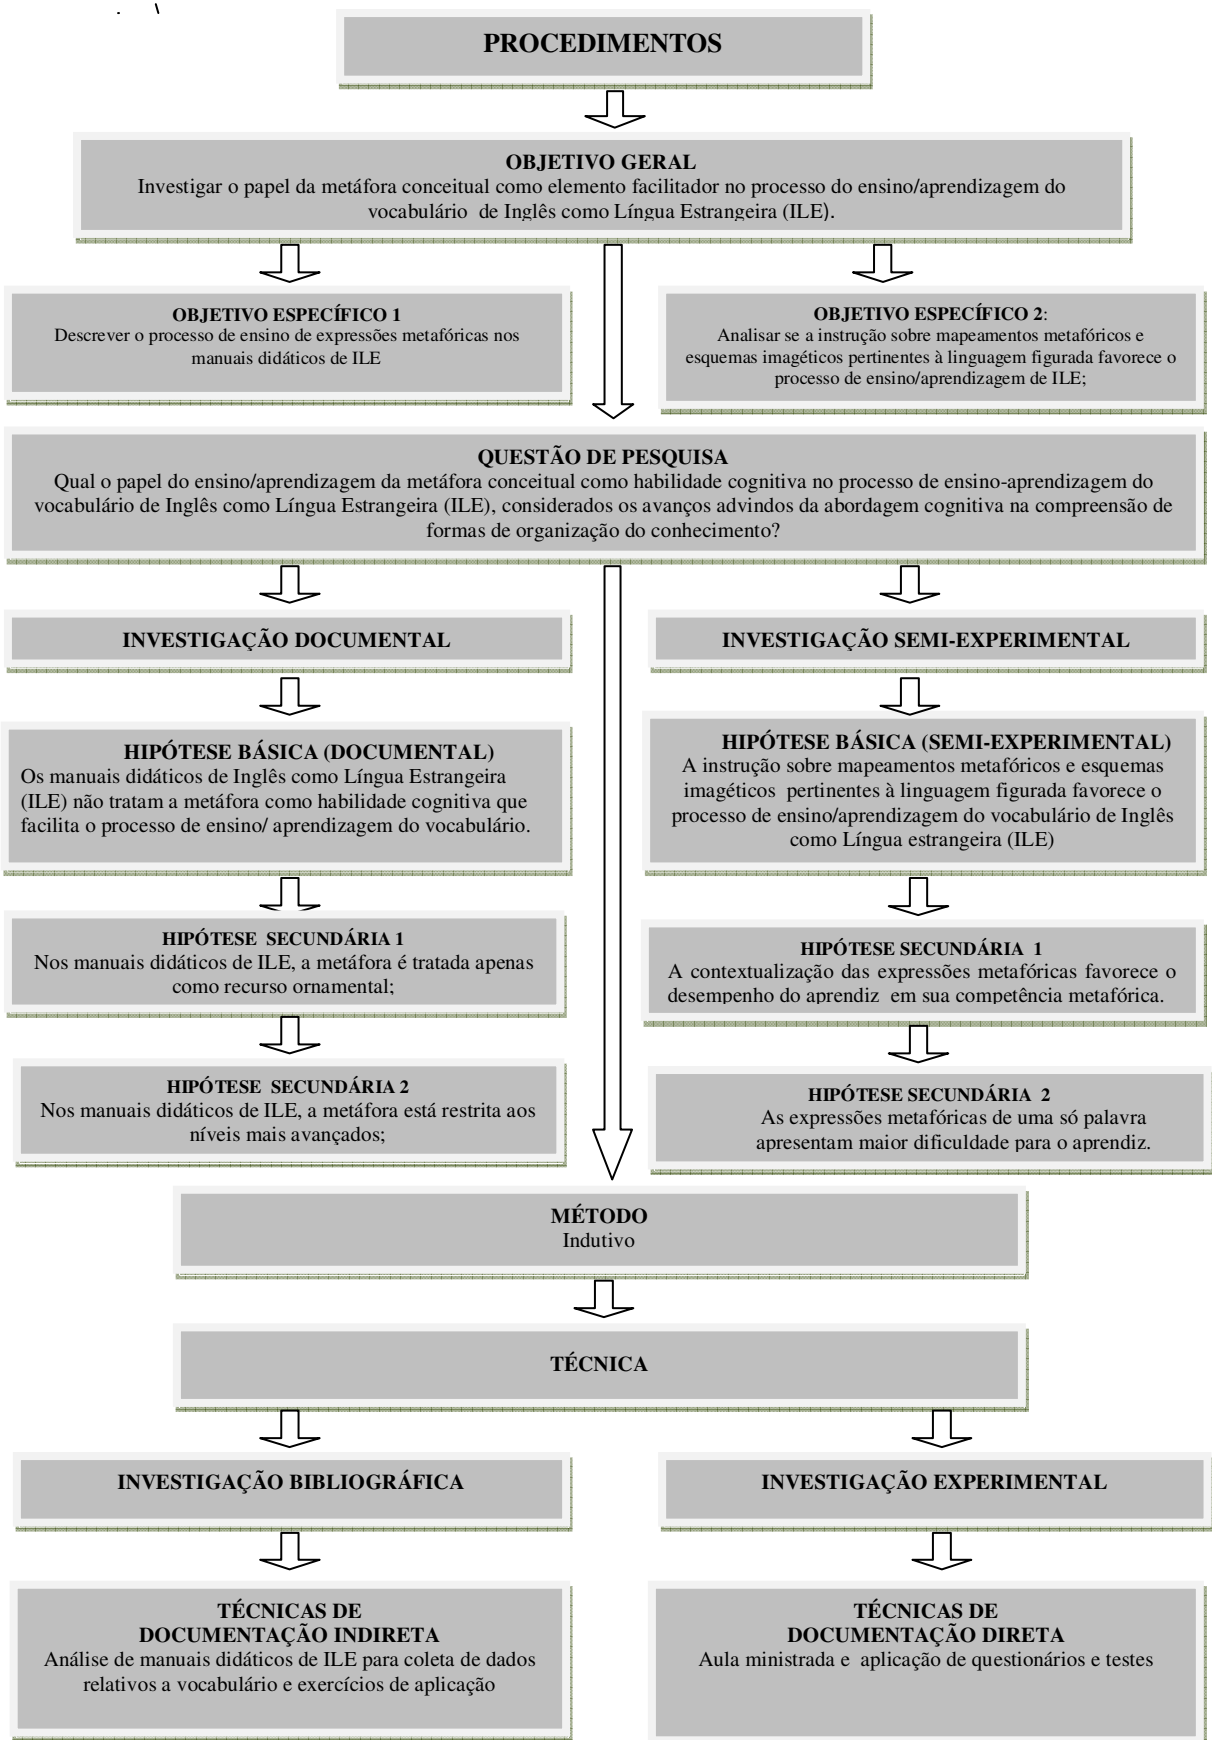 PROCEDIMENTOS
OBJETIVO GERAL
Investigar o papel da metáfora conceitual como elemento facilitador no processo do ensino/aprendizagem do
vocabulário de Inglês como Língua Estrangeira (ILE).
OBJETIVO ESPECÍFICO 1
Descrever o processo de ensino de expressões metafóricas nos
manuais didáticos de ILE
OBJETIVO ESPECÍFICO 2:
Analisar se a instrução sobre mapeamentos metafóricos e
esquemas imagéticos pertinentes à linguagem figurada favorece o
processo de ensino/aprendizagem de ILE;
QUESTÃO DE PESQUISA
Qual o papel do ensino/aprendizagem da metáfora conceitual como habilidade cognitiva no processo de ensino-aprendizagem do
vocabulário de Inglês como Língua Estrangeira (ILE), considerados os avanços advindos da abordagem cognitiva na compreensão de
formas de organização do conhecimento?
INVESTIGAÇÃO DOCUMENTAL
INVESTIGAÇÃO SEMI-EXPERIMENTAL
HIPÓTESE BÁSICA (DOCUMENTAL)
Os manuais didáticos de Inglês como Língua Estrangeira
(ILE) não tratam a metáfora como habilidade cognitiva que
facilita o processo de ensino/ aprendizagem do vocabulário.
HIPÓTESE BÁSICA (SEMI-EXPERIMENTAL)
A instrução sobre mapeamentos metafóricos e esquemas
imagéticos pertinentes à linguagem figurada favorece o
processo de ensino/aprendizagem do vocabulário de Inglês
como Língua estrangeira (ILE)
HIPÓTESE SECUNDÁRIA 1
Nos manuais didáticos de ILE, a metáfora é tratada apenas
como recurso ornamental;
HIPÓTESE SECUNDÁRIA 1
A contextualização das expressões metafóricas favorece o
desempenho do aprendiz em sua competência metafórica.
HIPÓTESE SECUNDÁRIA 2
Nos manuais didáticos de ILE, a metáfora está restrita aos
níveis mais avançados;
HIPÓTESE SECUNDÁRIA 2
As expressões metafóricas de uma só palavra
apresentam maior dificuldade para o aprendiz.
MÉTODO
Indutivo
TÉCNICA
INVESTIGAÇÃO BIBLIOGRÁFICA
INVESTIGAÇÃO EXPERIMENTAL
TÉCNICAS DE
DOCUMENTAÇÃO INDIRETA
Análise de manuais didáticos de ILE para coleta de dados
relativos a vocabulário e exercícios de aplicação
TÉCNICAS DE
DOCUMENTAÇÃO DIRETA
Aula ministrada e aplicação de questionários e testes